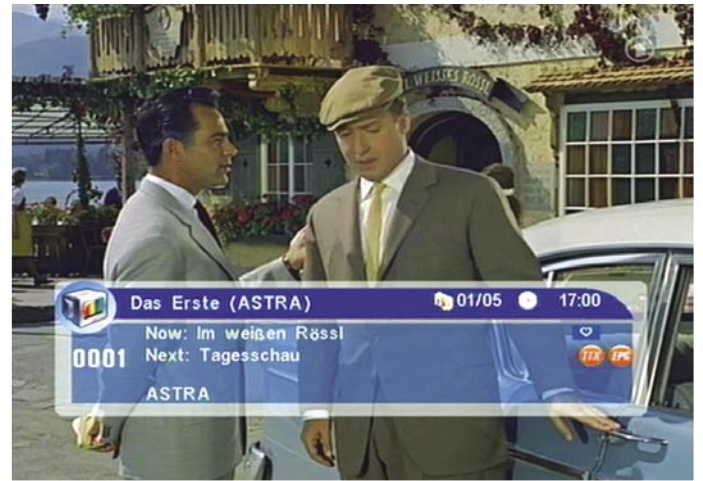 WEISSES RÖSSL
Das Erste (ASTRA) 01/05 17:00
Now: Im weißen Rössl
0001 Next: Tagesschau TTX EPG
ASTRA